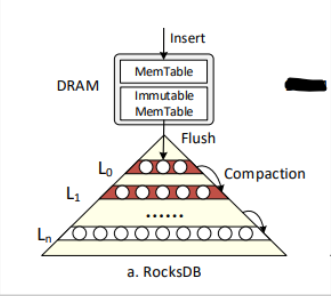 Insert
MemTable
DRAM
Immutable
MemTable
Flush
L0
Compaction
L1
......
Ln
a. RocksDB